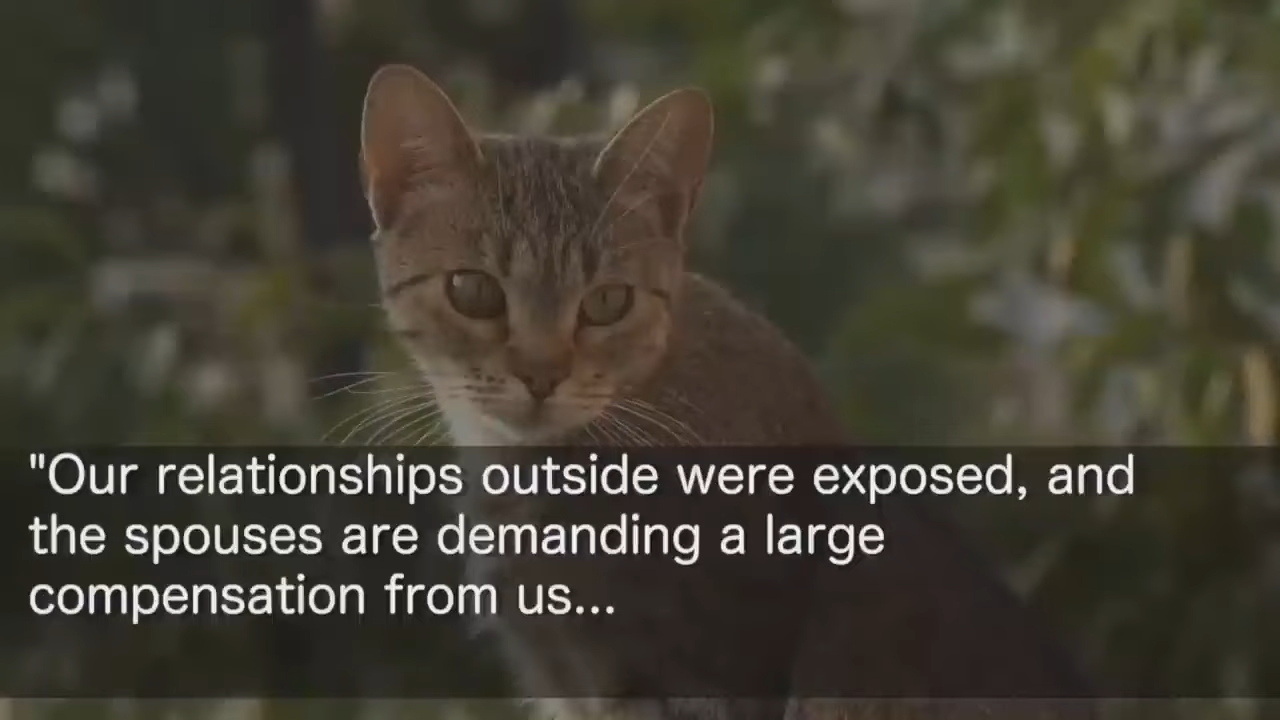 "Our relationships outside were exposed, and
the spouses are demanding a large
compensation from us...